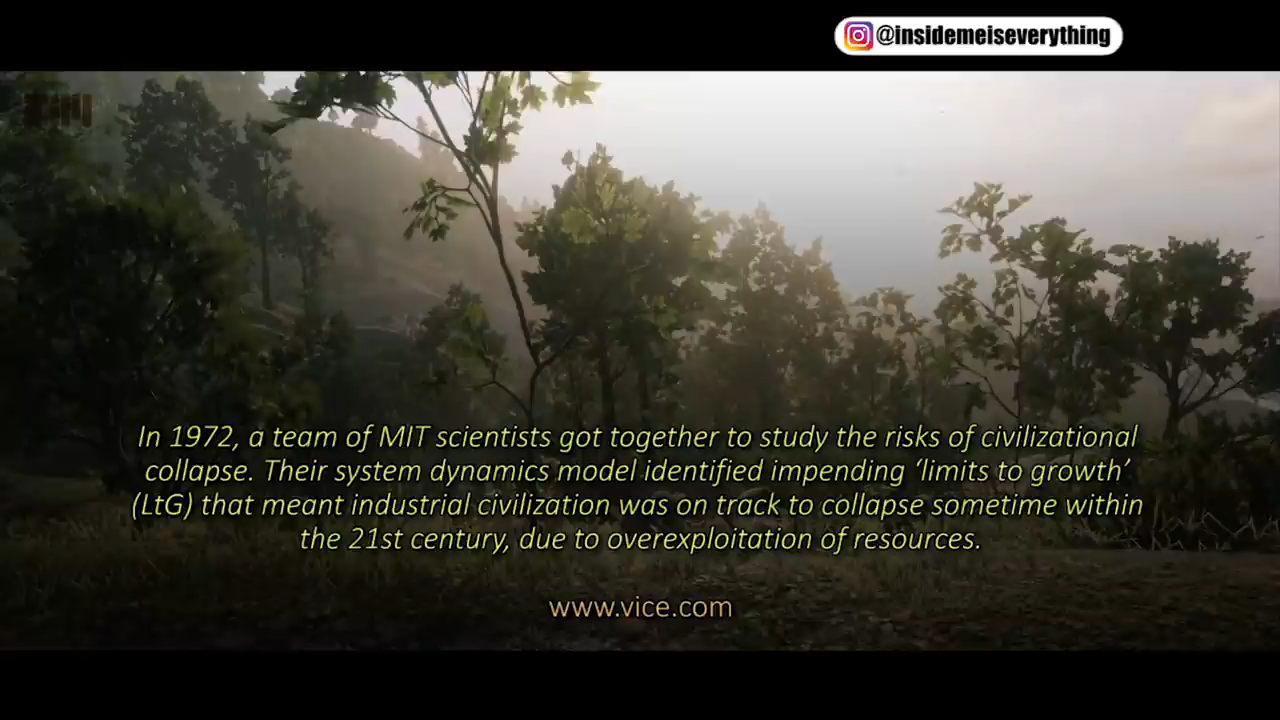 @insidemeiseverything
In 1972, a team of MIT scientists got together to study the risks of civilizational
collapse. Their system dynamics model identified impending ‘limits to growth’
(LtG) that meant industrial civilization was on track to collapse sometime within
the 21st century, due to overexploitation of resources.
www.vice.com